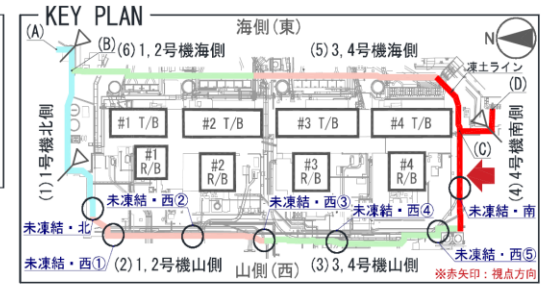 KEY PLAN
海側(東)
N
(A)
(B)
(6)1,2号機海側
(5)3,4号機海側
凍土ライン
(D)
#1 T/B
#2 T/B
#3 T/B
#4 T/B
(1)1号機北側
(C)
(4)4号機南側
#1
R/B
#2
R/B
#3
R/B
#4
R/B
未凍結・北
未凍結・西②
未凍結・西③
未凍結・西④
未凍結・南
未凍結・西①
(2)1,2号機山側
山側(西)
(3)3,4号機山側
未凍結・西⑤
※赤矢印：視点方向